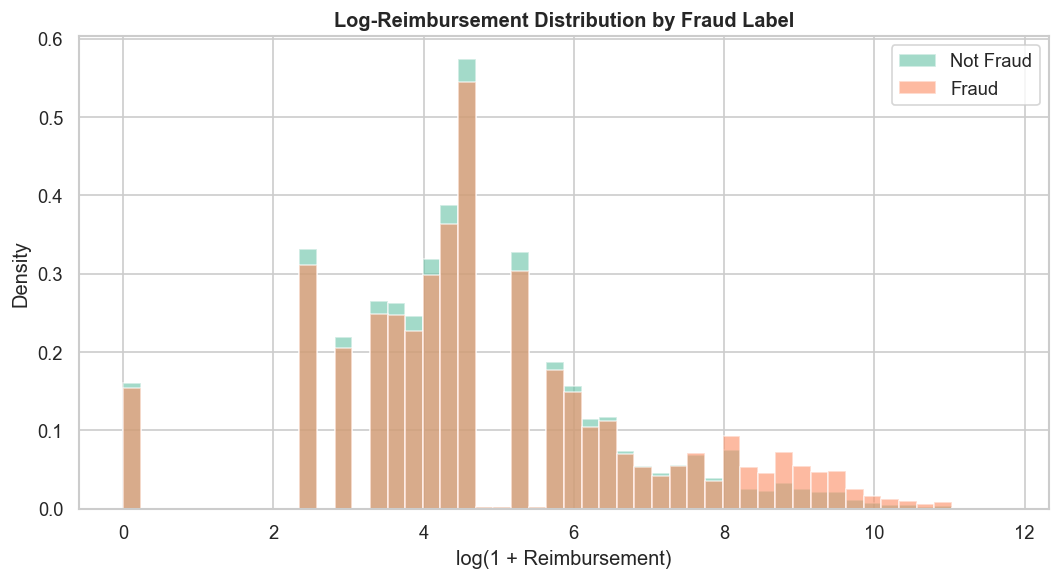 Log-Reimbursement Distribution by Fraud Label
Not Fraud
Fraud
Density
0.6
0.5
0.4
0.3
0.2
0.1
0.0
0 2 4 6 8 10 12
log(1 + Reimbursement)